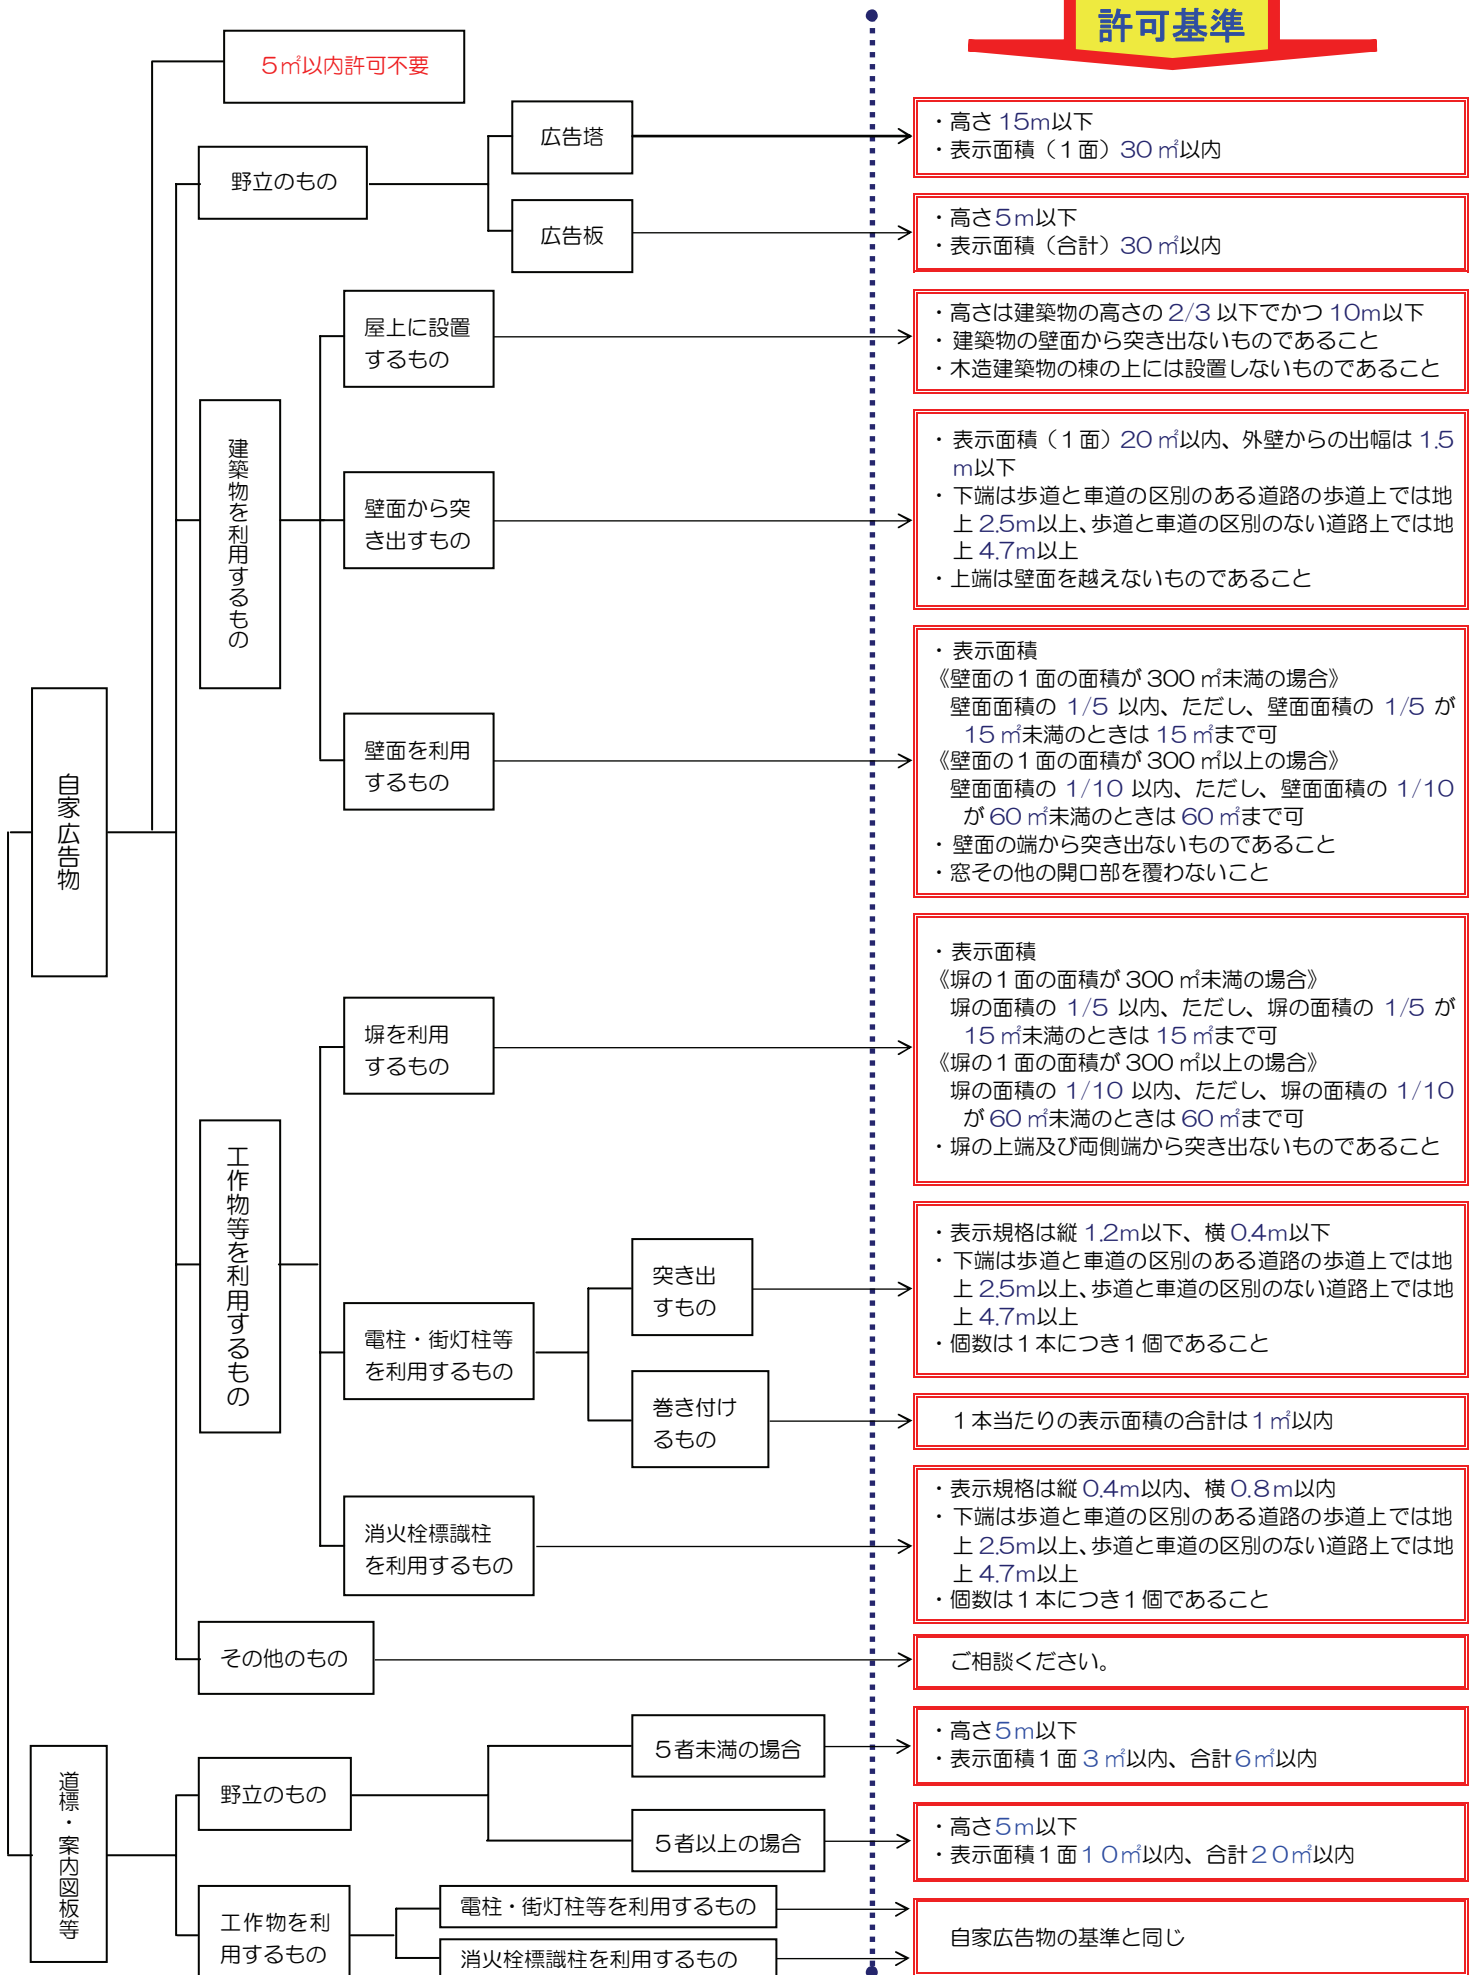 許可基準
５㎡以内許可不要
自家広告物
野立のもの
広告塔
・高さ 15m以下
・表示面積（１面）30 ㎡以内
広告板
・高さ５ｍ以下
・表示面積（合計）30 ㎡以内
建築物を利用するもの
屋上に設置
するもの
・高さは建築物の高さの 2/3 以下でかつ 10m以下
・建築物の壁面から突き出ないものであること
・木造建築物の棟の上には設置しないものであること
壁面から突
き出すもの
・表示面積（１面）20 ㎡以内、外壁からの出幅は 1.5
m以下
・下端は歩道と車道の区別のある道路の歩道上では地
上 2.5m以上、歩道と車道の区別のない道路上では地
上 4.7m以上
・上端は壁面を越えないものであること
壁面を利用
するもの
・表示面積
《壁面の１面の面積が 300 ㎡未満の場合》
壁面面積の 1/5 以内、ただし、壁面面積の 1/5 が
15 ㎡未満のときは 15 ㎡まで可
《壁面の１面の面積が 300 ㎡以上の場合》
壁面面積の 1/10 以内、ただし、壁面面積の 1/10
が 60 ㎡未満のときは 60 ㎡まで可
・壁面の端から突き出ないものであること
・窓その他の開口部を覆わないこと
工作物等を利用するもの
塀を利用
するもの
・表示面積
《塀の１面の面積が 300 ㎡未満の場合》
塀の面積の 1/5 以内、ただし、塀の面積の 1/5 が
15 ㎡未満のときは 15 ㎡まで可
《塀の１面の面積が 300 ㎡以上の場合》
塀の面積の 1/10 以内、ただし、塀の面積の 1/10
が 60 ㎡未満のときは 60 ㎡まで可
・塀の上端及び両側端から突き出ないものであること
電柱・街灯柱等
を利用するもの
突き出
すもの
・表示規格は縦 1.2m以下、横 0.4m以下
・下端は歩道と車道の区別のある道路の歩道上では地
上 2.5m以上、歩道と車道の区別のない道路上では地
上 4.7m以上
・個数は１本につき１個であること
巻き付け
るもの
１本当たりの表示面積の合計は１㎡以内
消火栓標識柱
を利用するもの
・表示規格は縦 0.4m以内、横 0.8ｍ以内
・下端は歩道と車道の区別のある道路の歩道上では地
上 2.5m以上、歩道と車道の区別のない道路上では地
上 4.7m以上
・個数は１本につき１個であること
その他のもの
ご相談ください。
道標・案内図板等
野立のもの
５者未満の場合
・高さ５ｍ以下
・表示面積１面３㎡以内、合計６㎡以内
５者以上の場合
・高さ５ｍ以下
・表示面積１面１０㎡以内、合計２０㎡以内
工作物を利
用するもの
電柱・街灯柱等を利用するもの
消火栓標識柱を利用するもの
自家広告物の基準と同じ